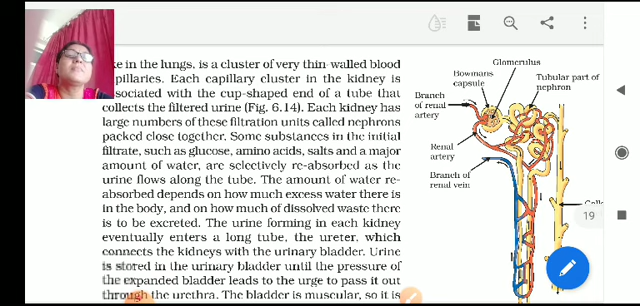 ke in the lungs, is a cluster of very thin-walled blood
pillaries. Each capillary cluster in the kidney is
sociated with the cup-shaped end of a tube that
collects the filtered urine (Fig. 6.14). Each kidney has
large numbers of these filtration units called nephrons
packed close together. Some substances in the initial
filtrate, such as glucose, amino acids, salts and a major
amount of water, are selectively re-absorbed as the
urine flows along the tube. The amount of water re-
absorbed depends on how much excess water there is
in the body, and on how much of dissolved waste there
is to be excreted. The urine forming in each kidney
eventually enters a long tube, the ureter, which
connects the kidneys with the urinary bladder. Urine
is stored in the urinary bladder until the pressure of
the expanded bladder leads to the urge to pass it out
through the urethra. The bladder is muscular, so it is
Glomerulus
Bowman's
capsule
Tubular part of
nephron
Branch
of renal
artery
Renal
artery
Branch of
renal vein
Colle
19